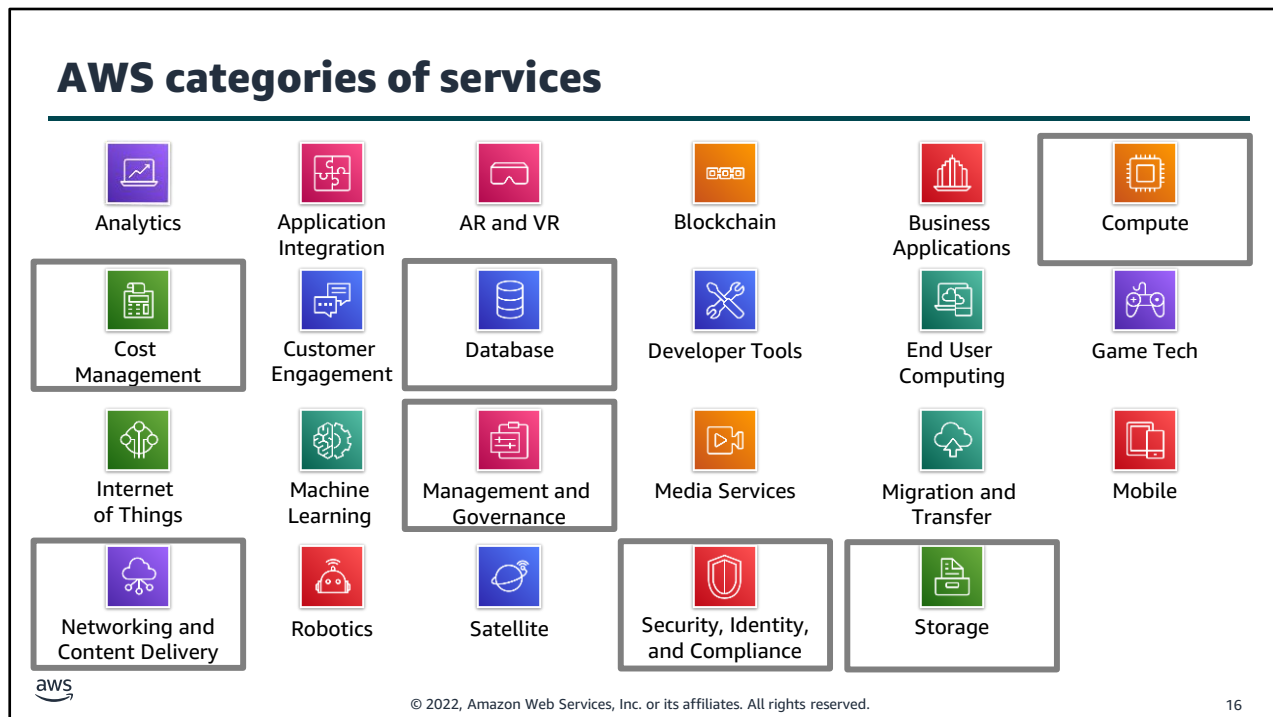 AWS categories of services
Analytics
Application
Integration
AR and VR
Blockchain
Business
Applications
Compute
Cost
Management
Customer
Engagement
Database
Developer Tools
End User
Computing
Game Tech
Internet
of Things
Machine
Learning
Management and
Governance
Media Services
Migration and
Transfer
Mobile
Networking and
Content Delivery
Robotics
Satellite
Security, Identity,
and Compliance
Storage
aws
© 2022, Amazon Web Services, Inc. or its affiliates. All rights reserved.
16